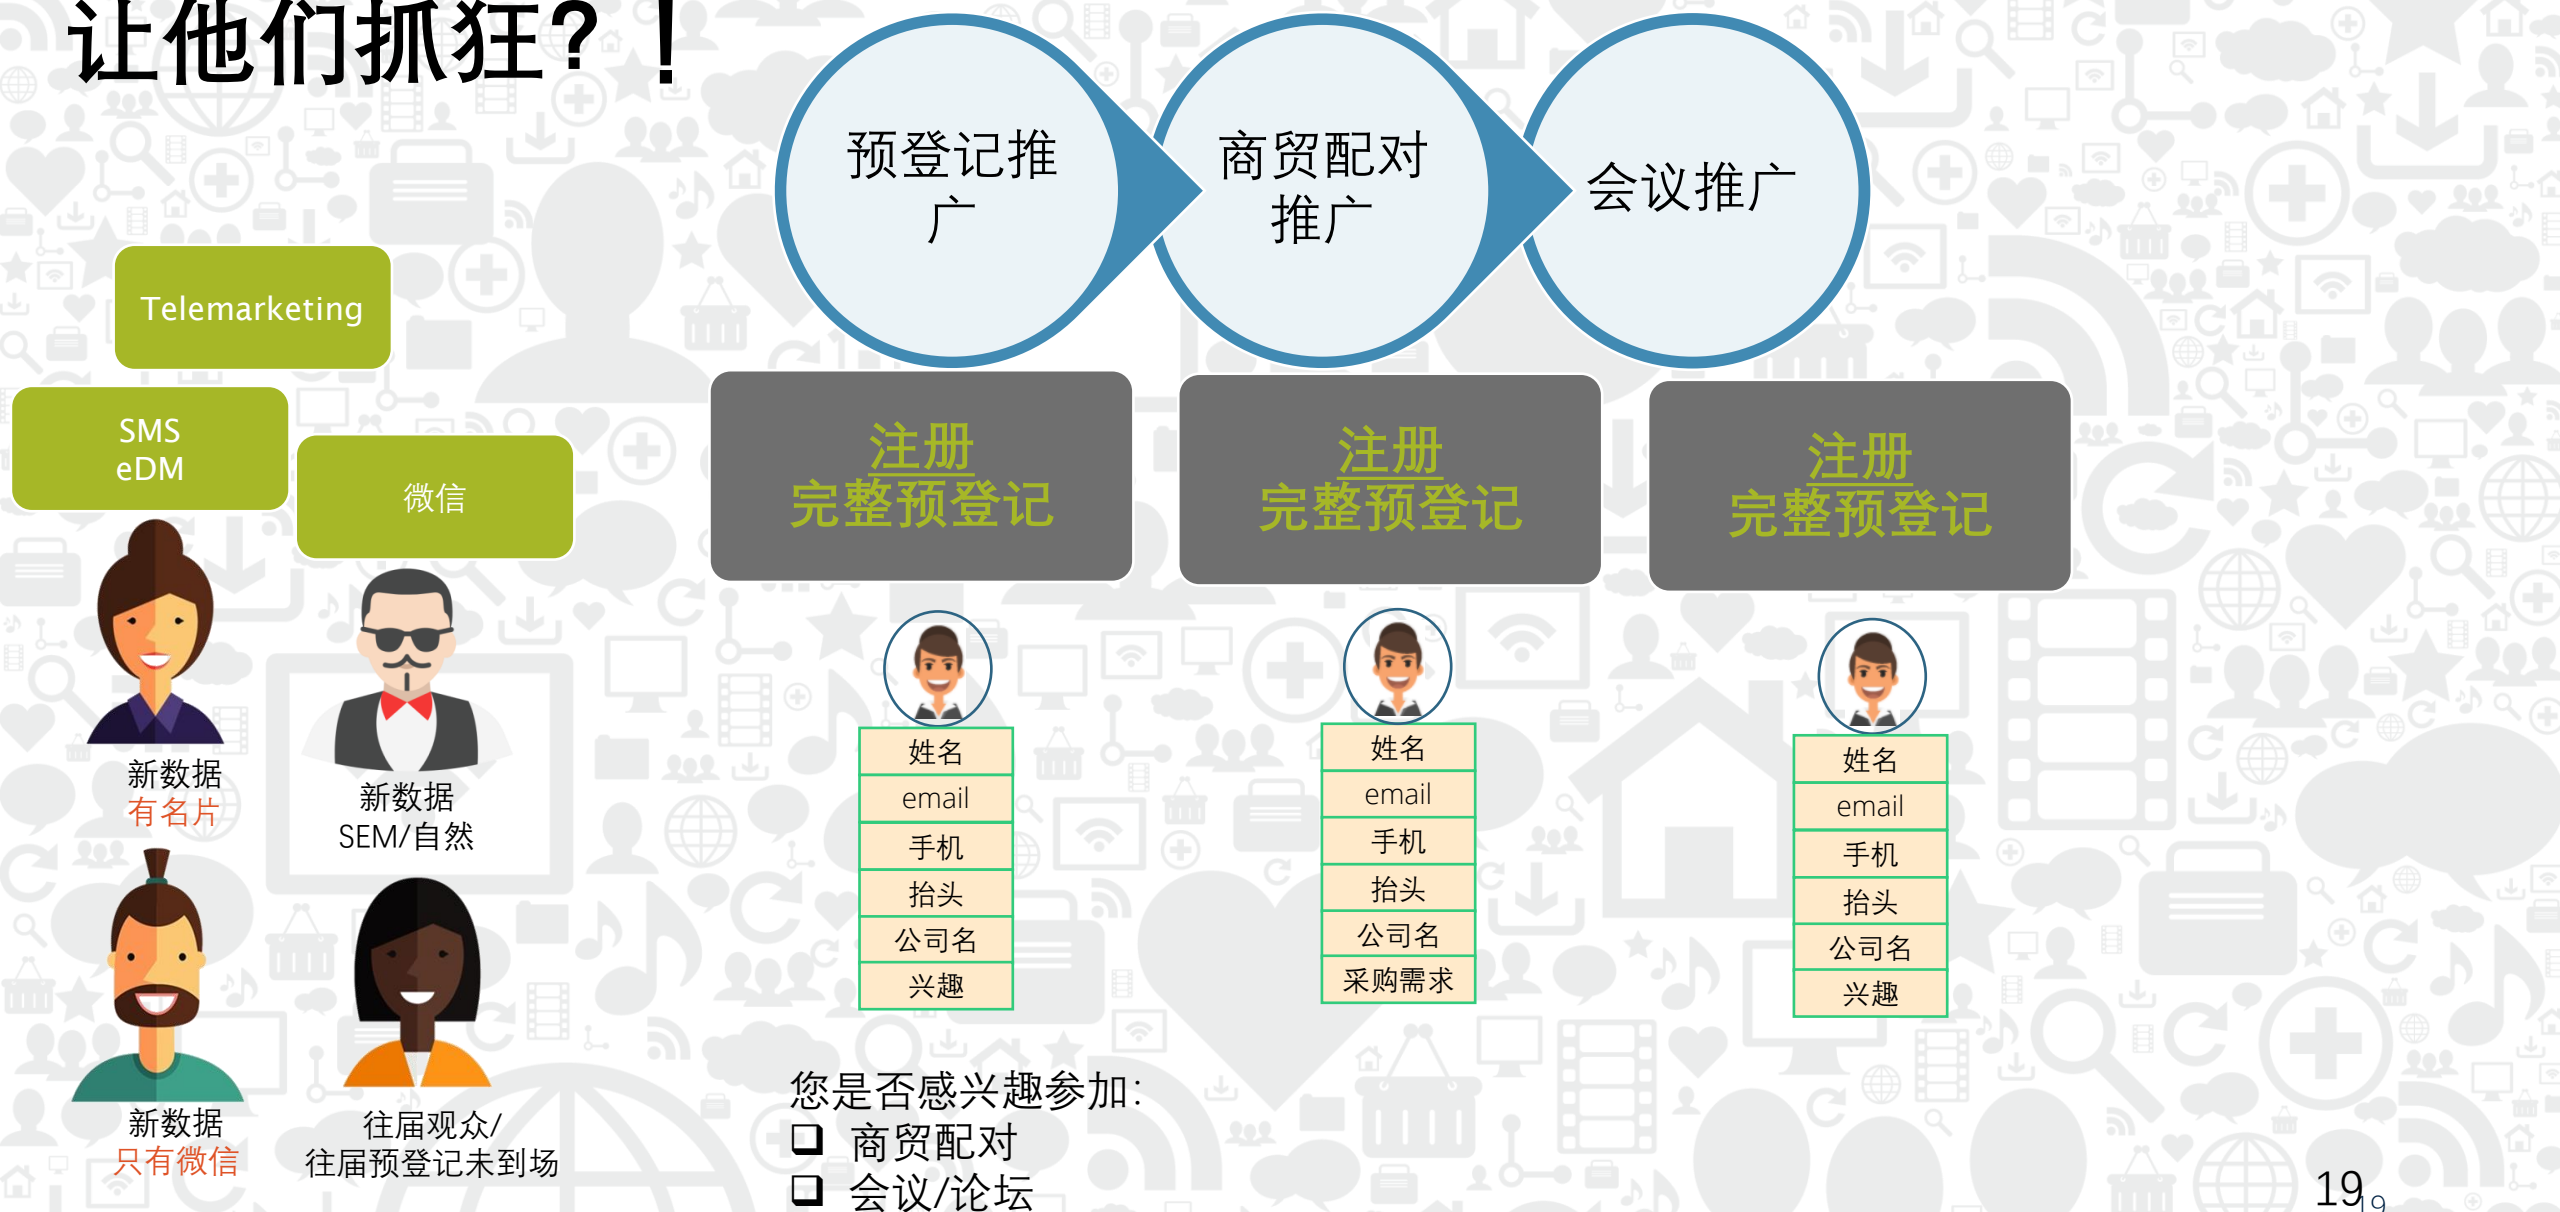 让他们抓狂?！
预登记推
广
商贸配对
推广
会议推广
Telemarketing
SMS
eDM
微信
注册
完整预登记
注册
完整预登记
注册
完整预登记
新数据
有名片
新数据
SEM/自然
新数据
只有微信
往届观众/
往届预登记未到场
姓名
email
手机
抬头
公司名
兴趣
姓名
email
手机
抬头
公司名
采购需求
姓名
email
手机
抬头
公司名
兴趣
您是否感兴趣参加:
❑ 商贸配对
❑ 会议/论坛
19
19